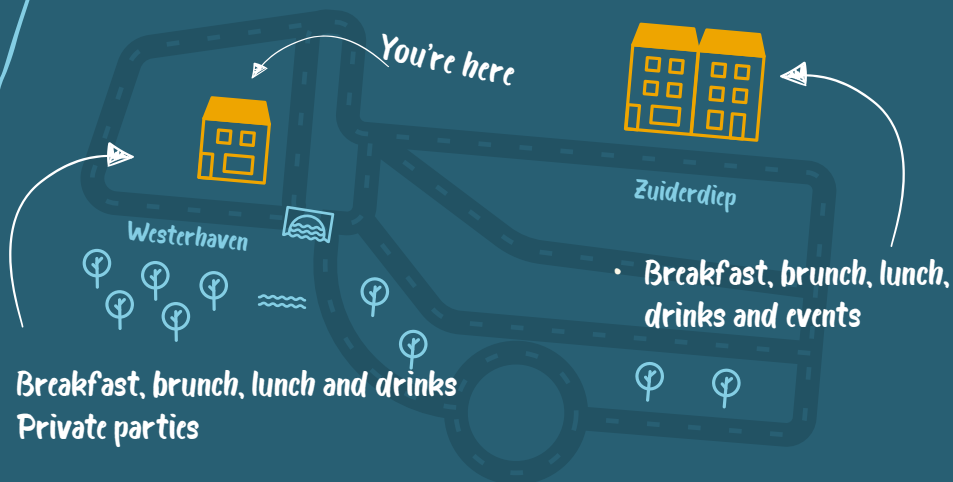 You're here
Zuiderdiep
Westerhaven
• Breakfast, brunch, lunch,
drinks and events
Breakfast, brunch, lunch and drinks
Private parties